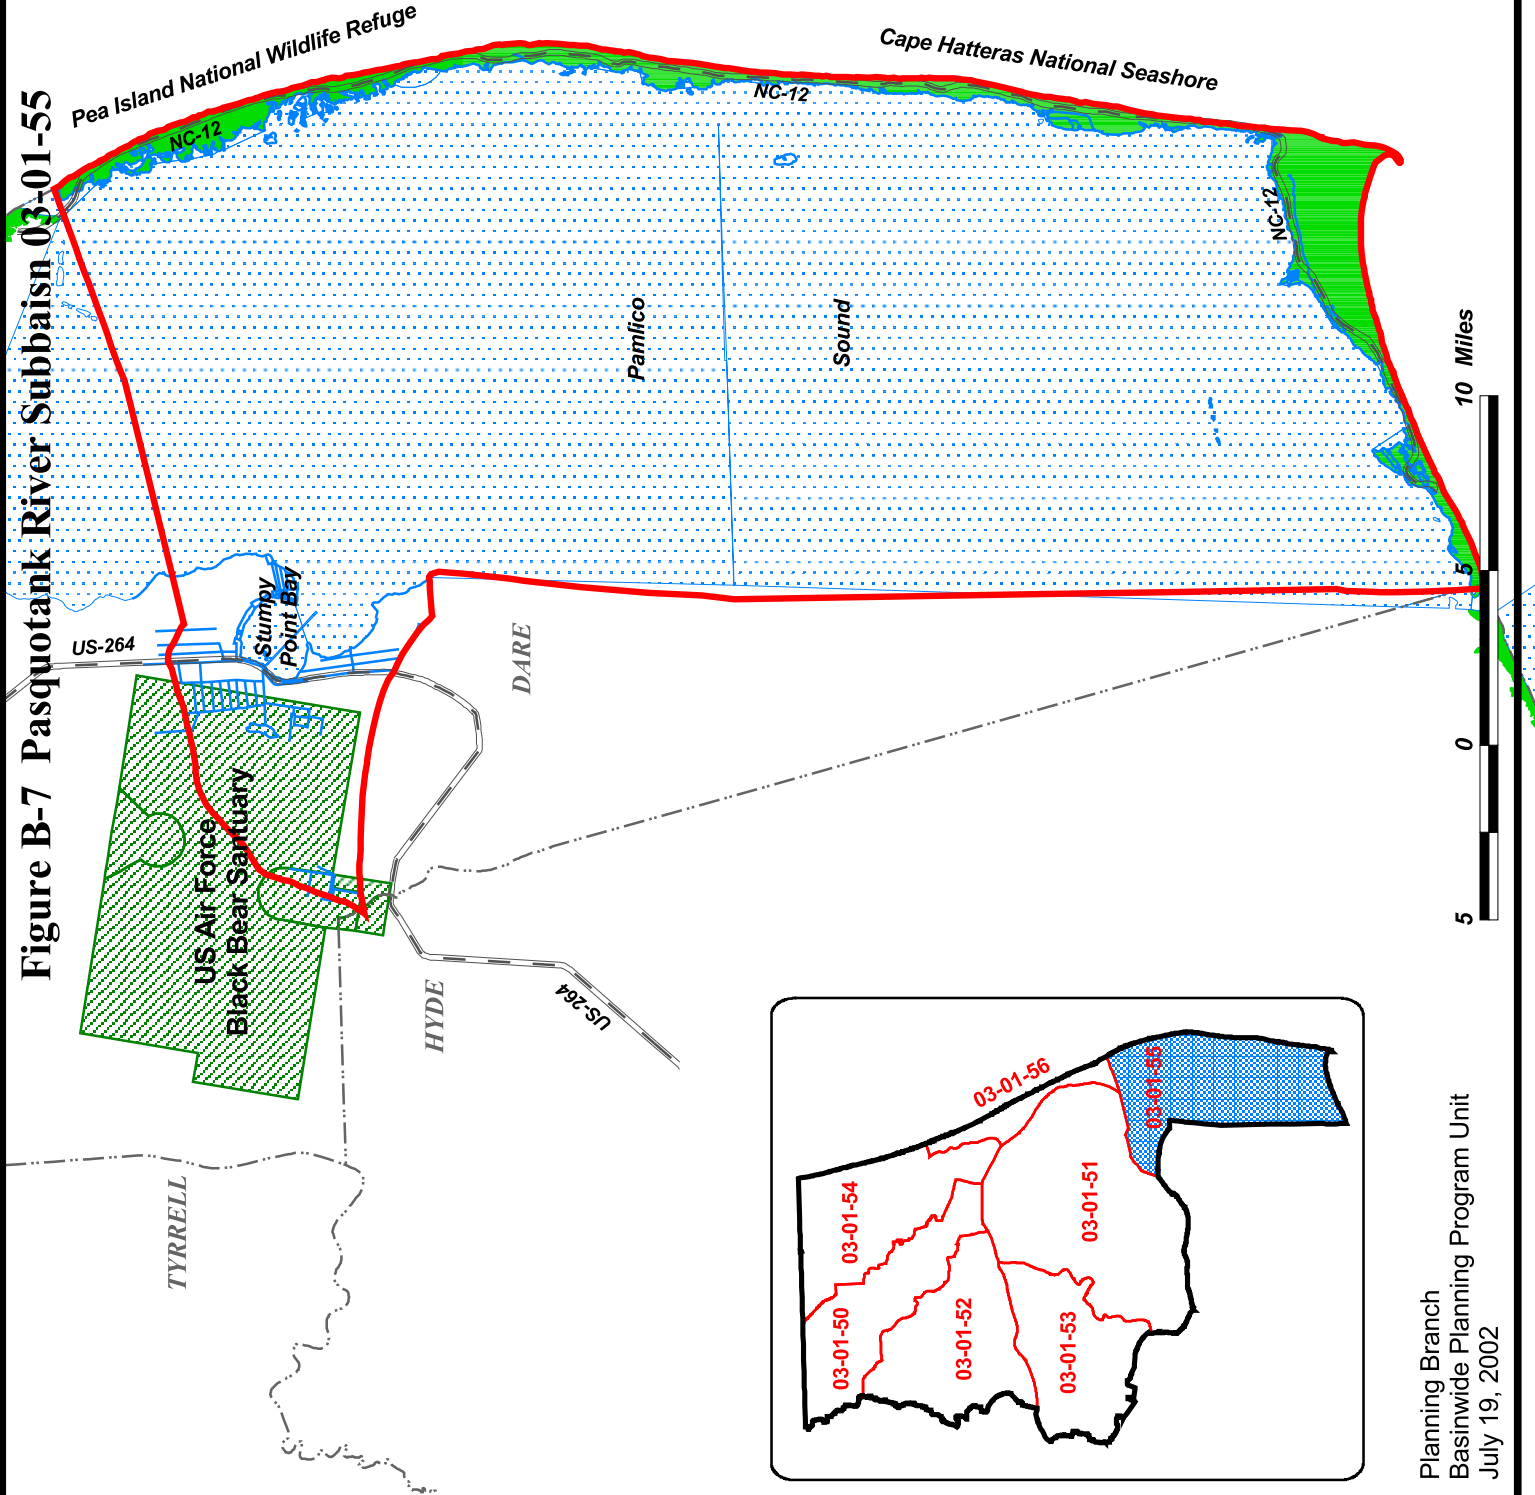 Figure B-7 Pasquotank River Subbaisn 03-01-55
Pea Island National Wildlife Refuge
NC-12
Cape Hatteras National Seashore
NC-12
NC-12
Pamlico
Sound
US-264
Stumpy
Point Bay
US Air Force
Black Bear Santuary
DARE
HYDE
US-264
TYRRELL
5
0
5
10 Miles
03-01-56
03-01-55
03-01-54
03-01-51
03-01-50
03-01-52
03-01-53
Planning Branch
Basinwide Planning Program Unit
July 19, 2002